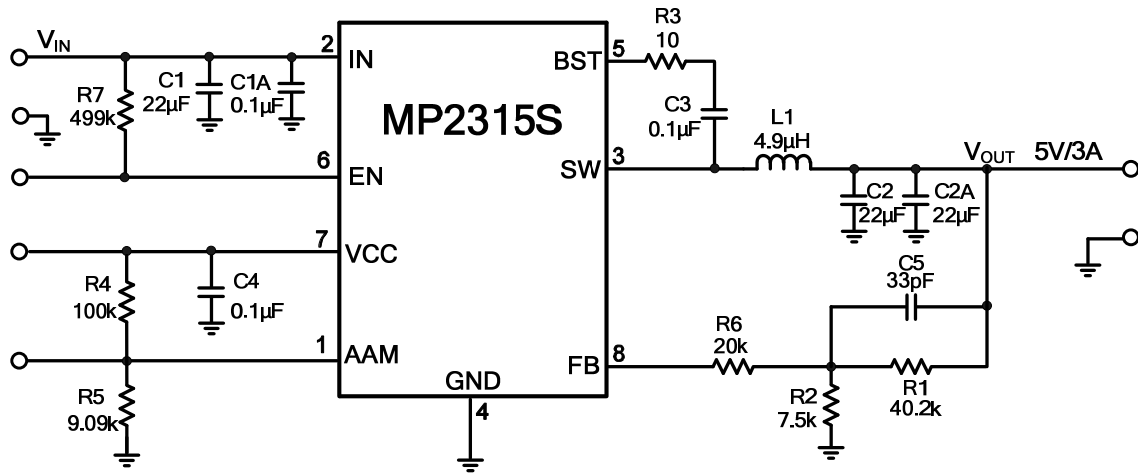 V_IN
2
IN
R7
499k
C1
22µF
C1A
0.1µF
6
EN
7
VCC
R4
100k
C4
0.1µF
1
AAM
R5
9.09k
MP2315S
GND
4
BST
5
R3
10
C3
0.1µF
SW
3
L1
4.9µH
V_OUT 5V/3A
C2
22µF
C2A
22µF
C5
33pF
FB
8
R6
20k
R2
7.5k
R1
40.2k